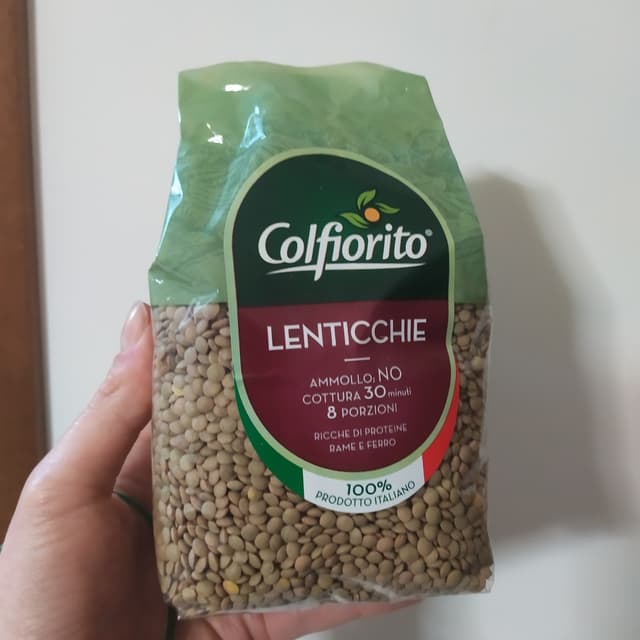 Colfiorito®
LENTICCHIE
AMMOLLO: NO
COTTURA 30 minuti
8 PORZIONI
RICCHE DI PROTEINE
RAME E FERRO
100%
PRODOTTO ITALIANO